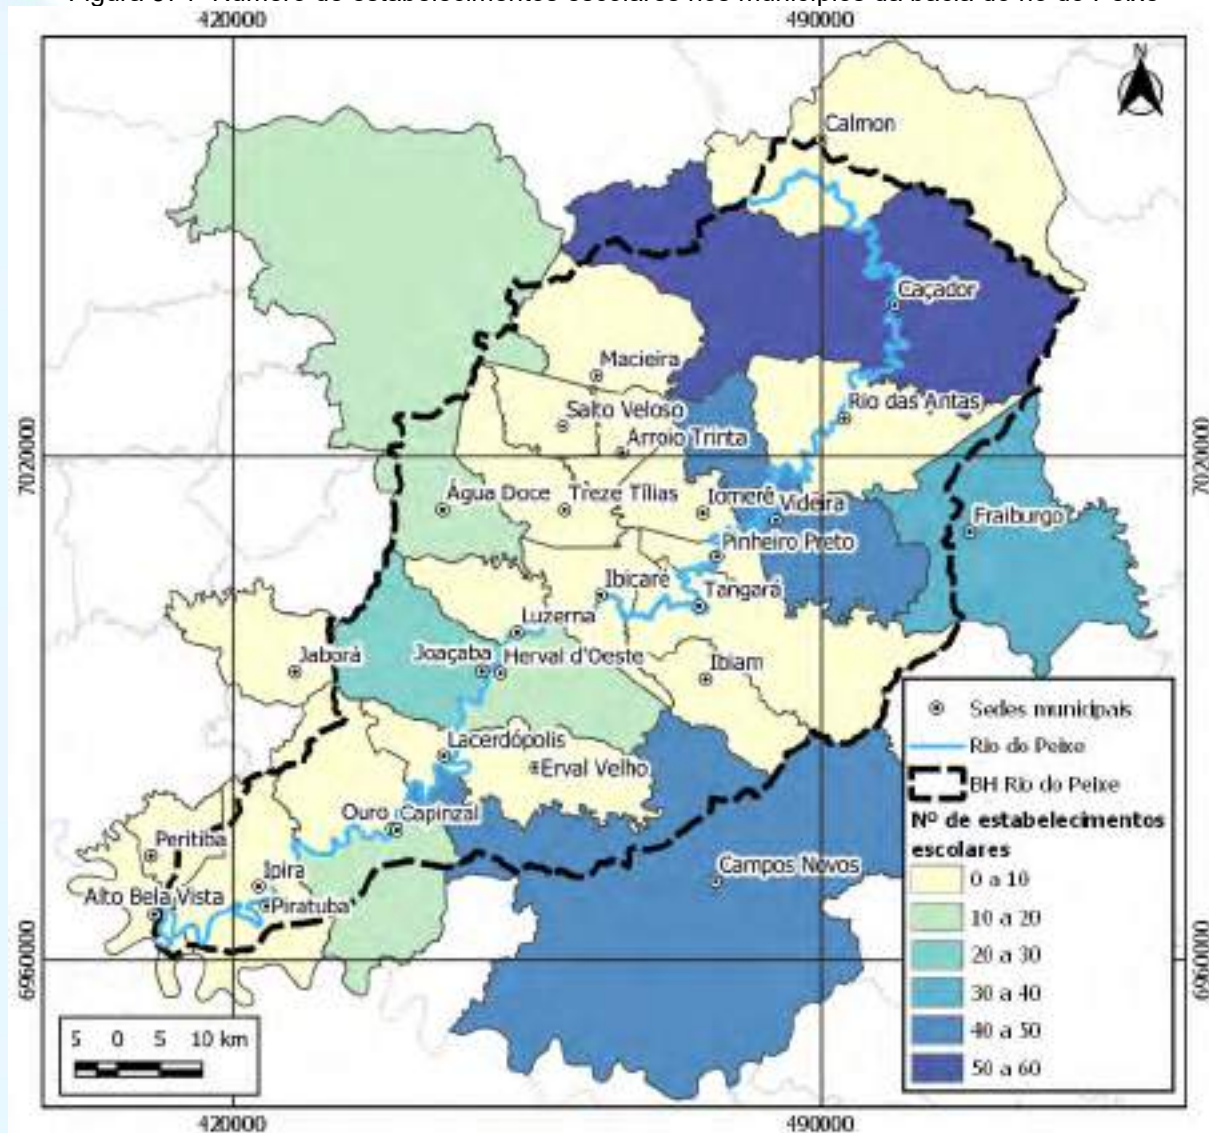 420000
490000
N
Calmon
Caçador
Macieira
Salto Veloso
Rio das Antas
Arroio Trinta
7020000
7020000
Água Doce
Treze Tílias
Iomerê
Videira
Fraiburgo
Pinheiro Preto
Ibicaré
Tangará
Luzerna
Jaborá
Joaçaba
Herval d'Oeste
Ibiam
Lacerdópolis
Erval Velho
Ouro
Capinzal
Peritiba
Ipira
Campos Novos
Alto Bela Vista
Piratuba
6960000
6960000
Sedes municipais
Rio do Peixe
BH Rio do Peixe
Nº de estabelecimentos
escolares
0 a 10
10 a 20
20 a 30
30 a 40
40 a 50
50 a 60
5 0 5 10 km
420000
490000